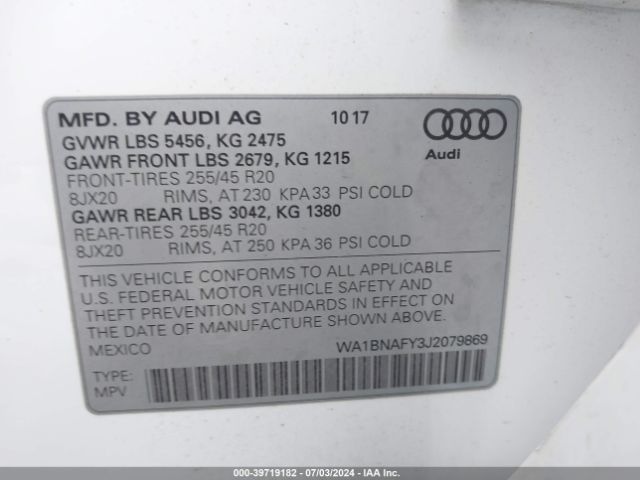 MFD. BY AUDI AG 10 17
GVWR LBS 5456, KG 2475
GAWR FRONT LBS 2679, KG 1215
FRONT-TIRES 255/45 R20
8JX20 RIMS, AT 230 KPA 33 PSI COLD
GAWR REAR LBS 3042, KG 1380
REAR-TIRES 255/45 R20
8JX20 RIMS, AT 250 KPA 36 PSI COLD
Audi
THIS VEHICLE CONFORMS TO ALL APPLICABLE
U.S. FEDERAL MOTOR VEHICLE SAFETY AND
THEFT PREVENTION STANDARDS IN EFFECT ON
THE DATE OF MANUFACTURE SHOWN ABOVE.
MEXICO WA1BNAFY3J2079869
TYPE:
MPV
000-39719182 - 07/03/2024 - IAAI.COM